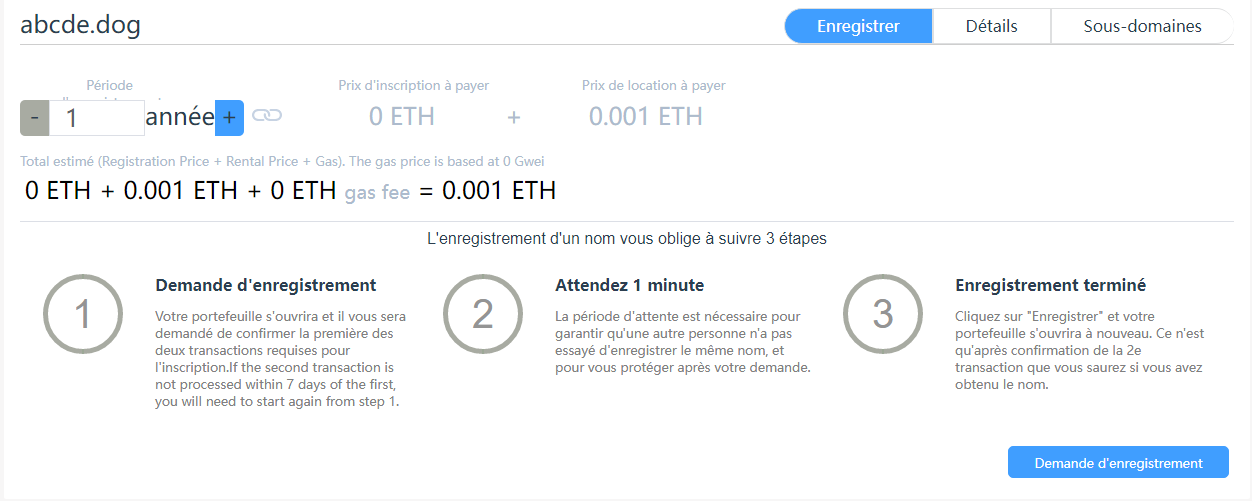 abcde.dog
Enregistrer
Détails
Sous-domaines
Période
Prix d'inscription à payer
Prix de location à payer
- 1 année +
0 ETH + 0.001 ETH
Total estimé (Registration Price + Rental Price + Gas). The gas price is based at 0 Gwei
0 ETH + 0.001 ETH + 0 ETH gas fee = 0.001 ETH
L'enregistrement d'un nom vous oblige à suivre 3 étapes
1
Demande d'enregistrement
Votre portefeuille s'ouvrira et il vous sera
demandé de confirmer la première des
deux transactions requises pour
l'inscription.If the second transaction is
not processed within 7 days of the first,
you will need to start again from step 1.
2
Attendez 1 minute
La période d'attente est nécessaire pour
garantir qu'une autre personne n'a pas
essayé d'enregistrer le même nom, et
pour vous protéger après votre demande.
3
Enregistrement terminé
Cliquez sur "Enregistrer" et votre
portefeuille s'ouvrira à nouveau. Ce n'est
qu'après confirmation de la 2e
transaction que vous saurez si vous avez
obtenu le nom.
Demande d'enregistrement